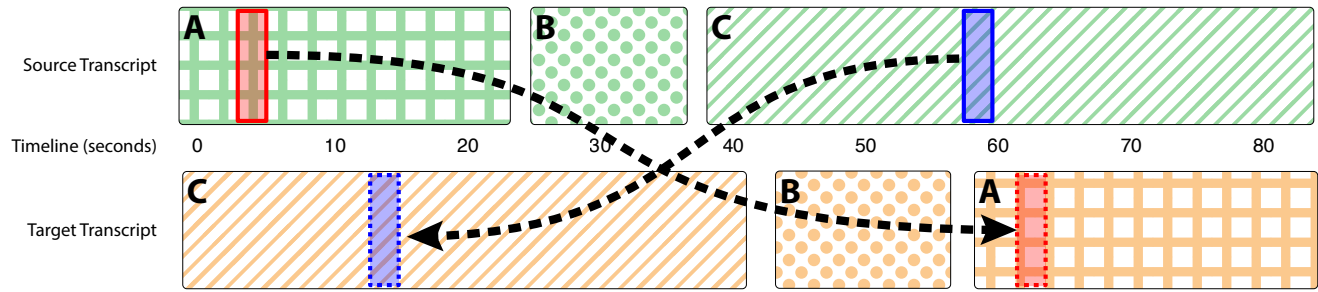 A B C
Source Transcript
Timeline (seconds) 0 10 20 30 40 50 60 70 80
C B A
Target Transcript